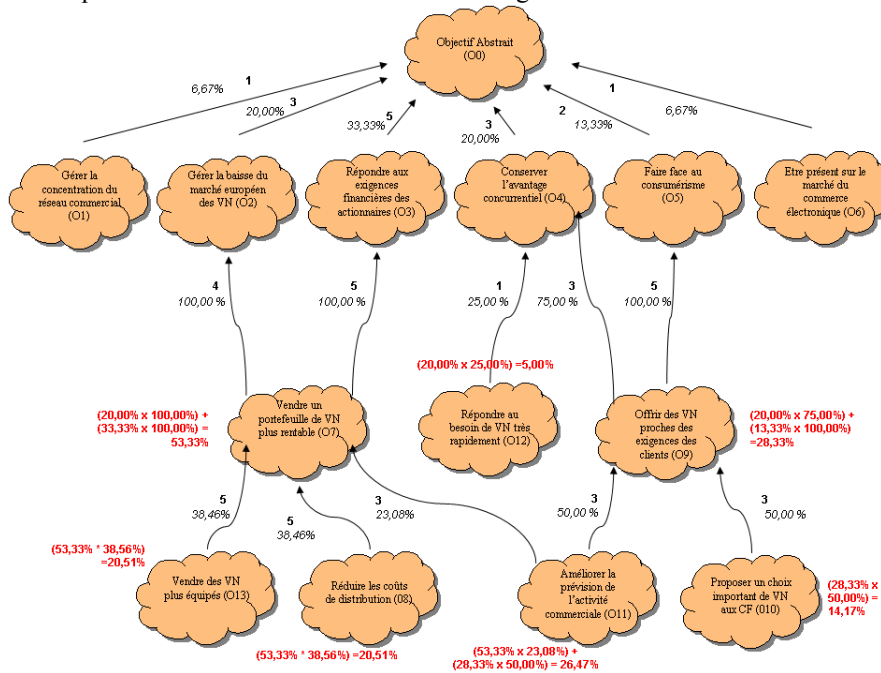 Objectif Abstrait
(O0)
1
6,67%
3
20,00%
5
33,33%
3
20,00%
2
13,33%
1
6,67%
Gérer la
concentration du
réseau commercial
(O1)
Gérer la baisse du
marché européen
des VN (O2)
Répondre aux
exigences
financières des
actionnaires (O3)
Conserver
l'avantage
concurrentiel (O4)
Faire face au
consumérisme
(O5)
Etre présent sur le
marché du
commerce
électronique (O6)
4
100,00 %
5
100,00 %
1
25,00 %
3
75,00 %
5
100,00 %
(20,00% x 25,00%) =5,00%
(20,00% x 100,00%) +
(33,33% x 100,00%) =
53,33%
Vendre un
portefeuille de VN
plus rentable (O7)
Répondre au
besoin de VN très
rapidement (O12)
Offrir des VN
proches des
exigences des
clients (O9)
(20,00% x 75,00%) +
(13,33% x 100,00%)
=28,33%
5
38,46%
5
38,46%
3
23,08%
3
50,00 %
3
50,00 %
(53,33% * 38,56%)
=20,51%
Vendre des VN
plus équipés (O13)
Réduire les coûts
de distribution (08)
Améliorer la
prévision de
l'activité
commerciale (O11)
Proposer un choix
important de VN
aux CF (010)
(28,33% x
50,00%) =
14,17%
(53,33% * 38,56%) =20,51%
(53,33% x 23,08%) +
(28,33% x 50,00%) = 26,47%